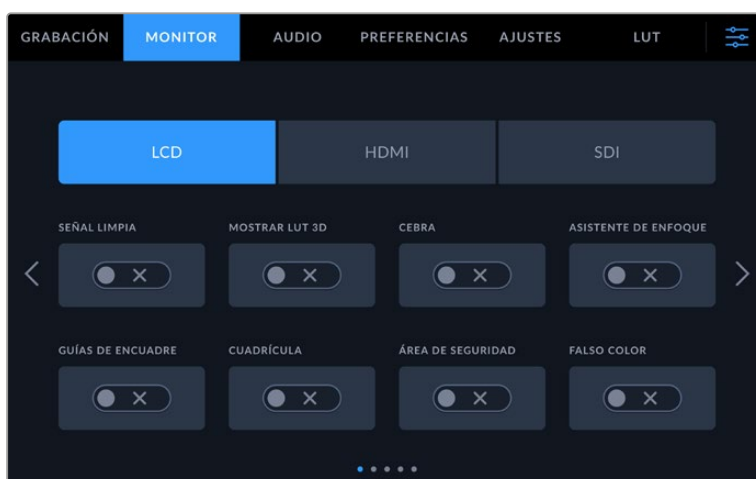 GRABACIÓN MONITOR AUDIO PREFERENCIAS AJUSTES LUT
LCD HDMI SDI
SEÑAL LIMPIA MOSTRAR LUT 3D CEBRA ASISTENTE DE ENFOQUE
GUÍAS DE ENCUADRE CUADRÍCULA ÁREA DE SEGURIDAD FALSO COLOR